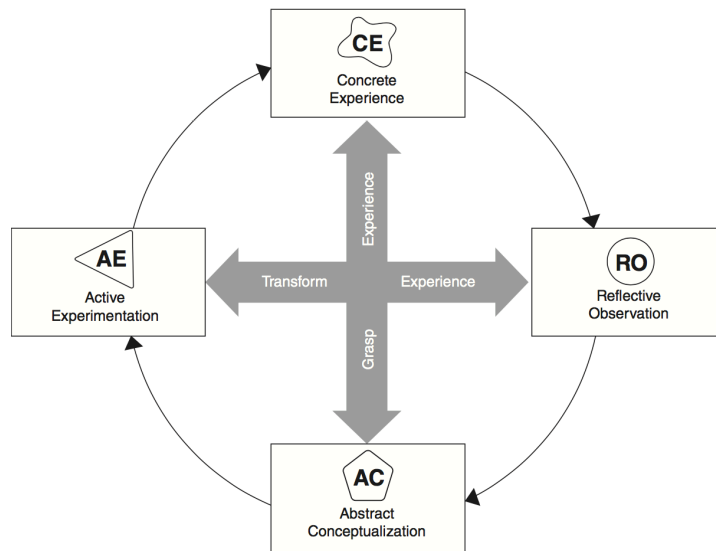 CE
Concrete
Experience
Experience
AE
Active
Experimentation
Transform
Experience
RO
Reflective
Observation
Grasp
AC
Abstract
Conceptualization